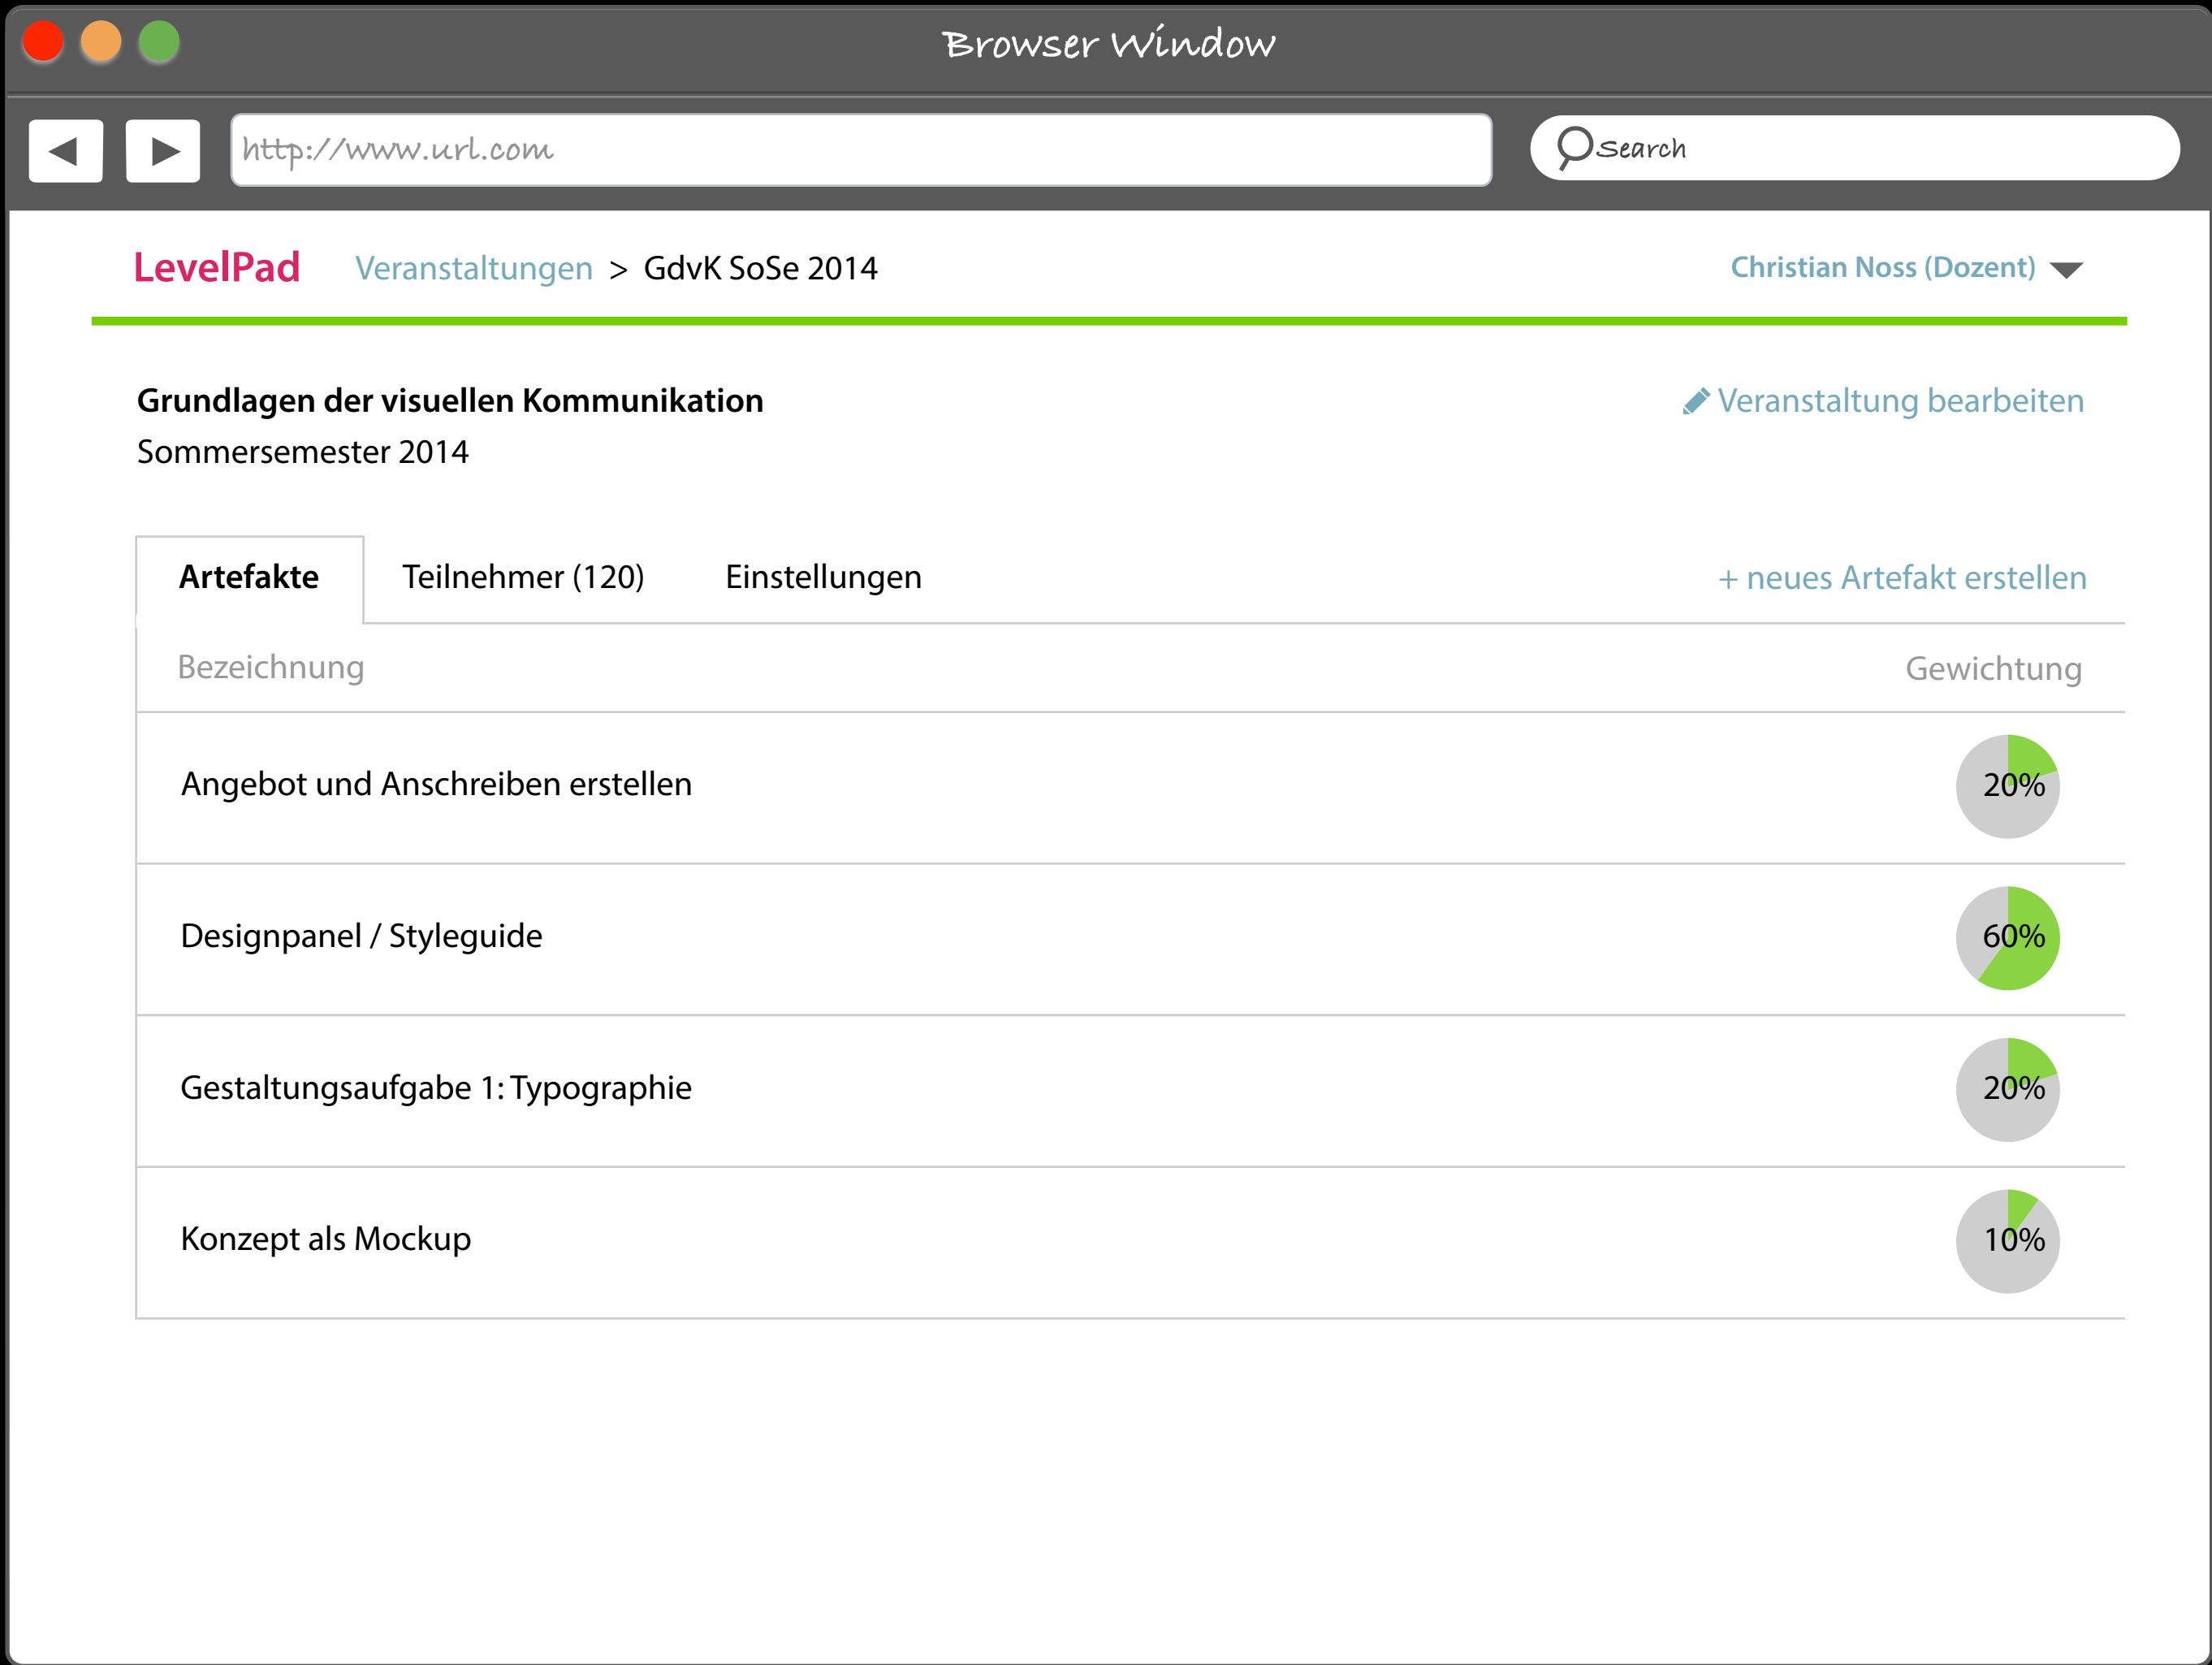 Browser Window
http://www.url.com
Search
LevelPad Veranstaltungen > GdvK SoSe 2014 Christian Noss (Dozent)
Grundlagen der visuellen Kommunikation Veranstaltung bearbeiten
Sommersemester 2014
Artefakte Teilnehmer (120) Einstellungen + neues Artefakt erstellen
Bezeichnung Gewichtung
Angebot und Anschreiben erstellen 20%
Designpanel / Styleguide 60%
Gestaltungsaufgabe 1: Typographie 20%
Konzept als Mockup 10%